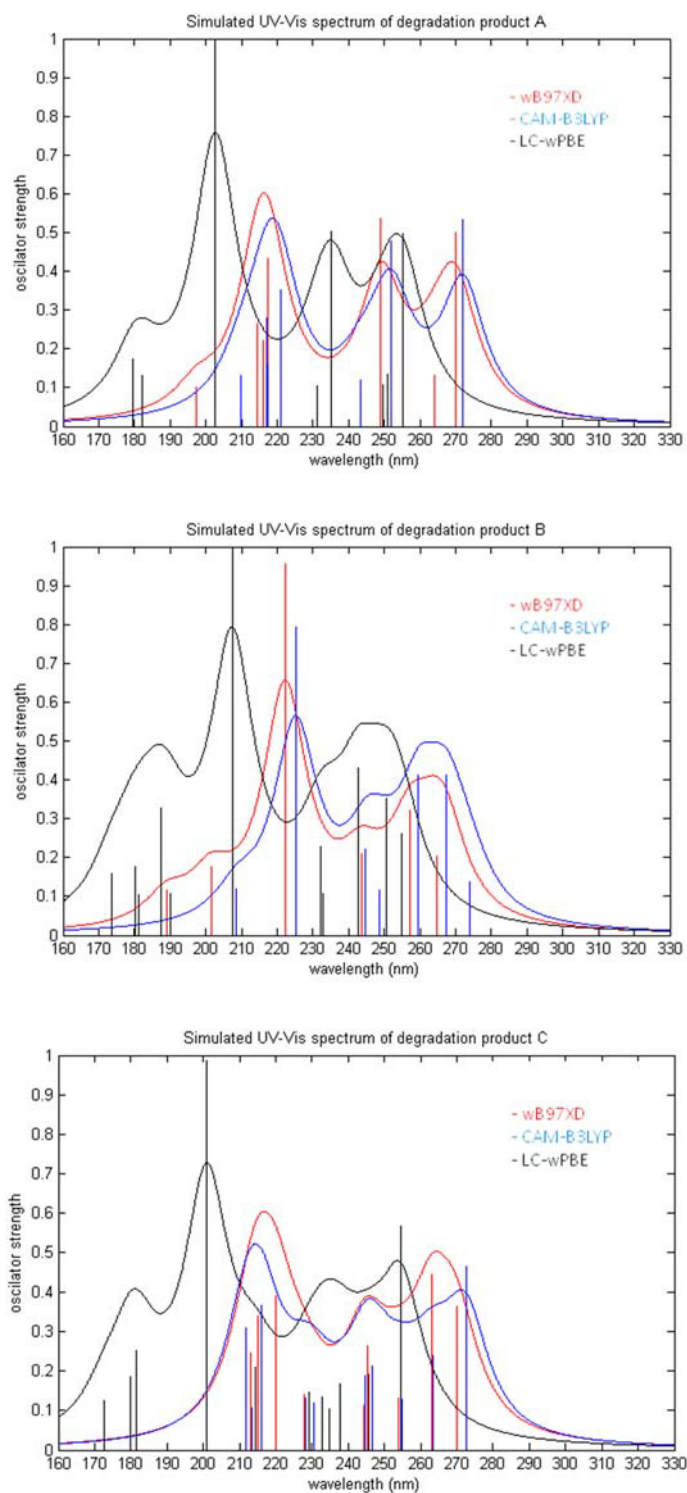 Simulated UV-Vis spectrum of degradation product A
1
0.9
0.8
0.7
0.6
0.5
0.4
0.3
0.2
0.1
0
oscilator strength
- wB97XD
- CAM-B3LYP
- LC-wPBE
160 170 180 190 200 210 220 230 240 250 260 270 280 290 300 310 320 330
wavelength (nm)
Simulated UV-Vis spectrum of degradation product B
1
0.9
0.8
0.7
0.6
0.5
0.4
0.3
0.2
0.1
0
oscilator strength
- wB97XD
- CAM-B3LYP
- LC-wPBE
160 170 180 190 200 210 220 230 240 250 260 270 280 290 300 310 320 330
wavelength (nm)
Simulated UV-Vis spectrum of degradation product C
1
0.9
0.8
0.7
0.6
0.5
0.4
0.3
0.2
0.1
0
oscilator strength
- wB97XD
- CAM-B3LYP
- LC-wPBE
160 170 180 190 200 210 220 230 240 250 260 270 280 290 300 310 320 330
wavelength (nm)